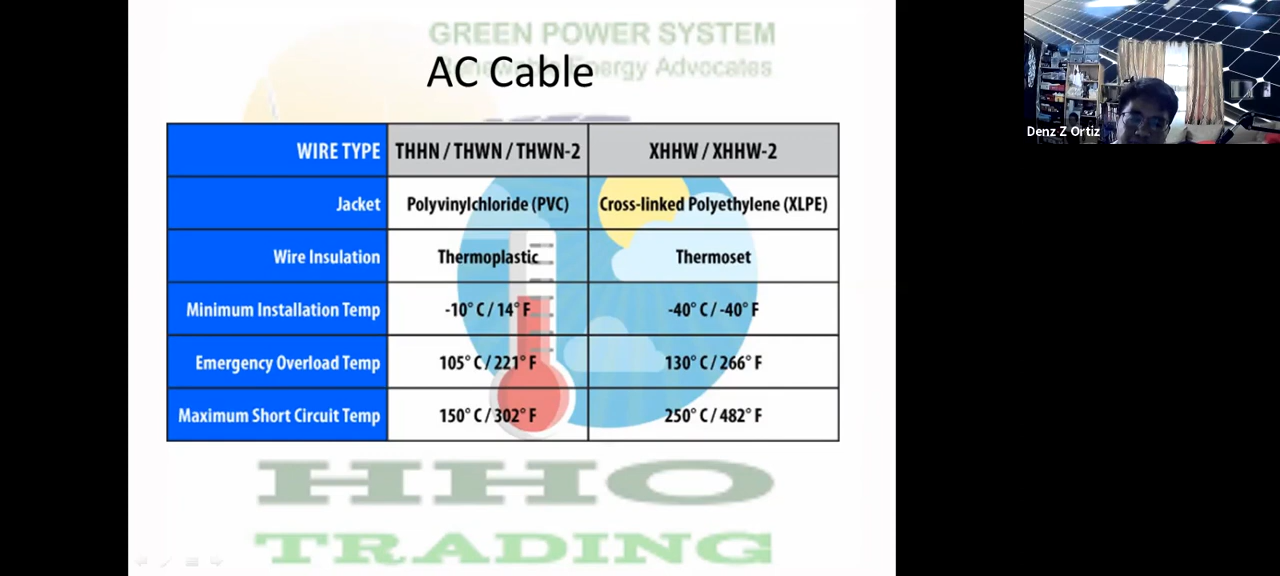 GREEN POWER SYSTEM
Renewable Energy Advocates
AC Cable
WIRE TYPE THHN / THWN / THWN-2 XHHW / XHHW-2
Jacket Polyvinylchloride (PVC) Cross-linked Polyethylene (XLPE)
Wire Insulation Thermoplastic Thermoset
Minimum Installation Temp -10° C / 14° F -40° C / -40° F
Emergency Overload Temp 105° C / 221° F 130° C / 266° F
Maximum Short Circuit Temp 150° C / 302° F 250° C / 482° F
HHO
TRADING
Denz Z Ortiz